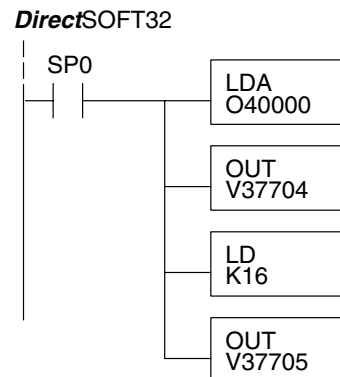 DirectSOFT32
SP0
LDA
O40000
OUT
V37704
LD
K16
OUT
V37705